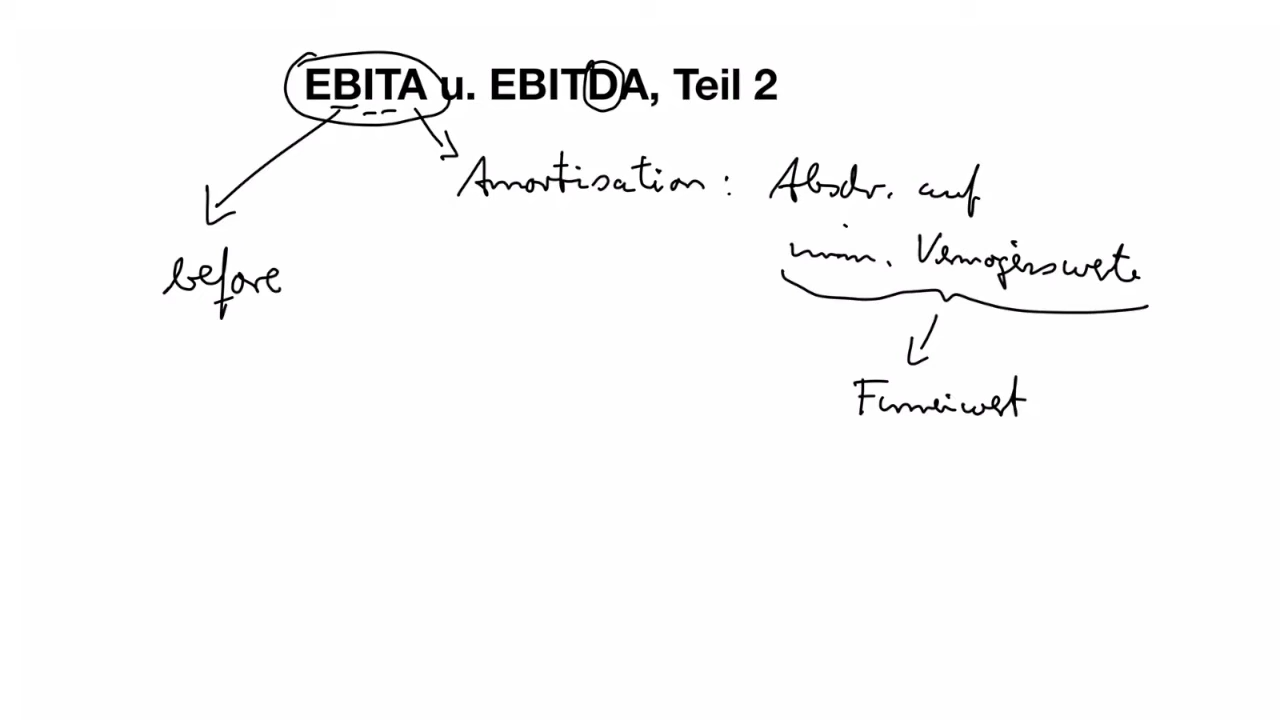 EBITA u. EBITDA, Teil 2
Amortisation : Abschr. auf
imm. Vermögenswerte
before
Firmenwert